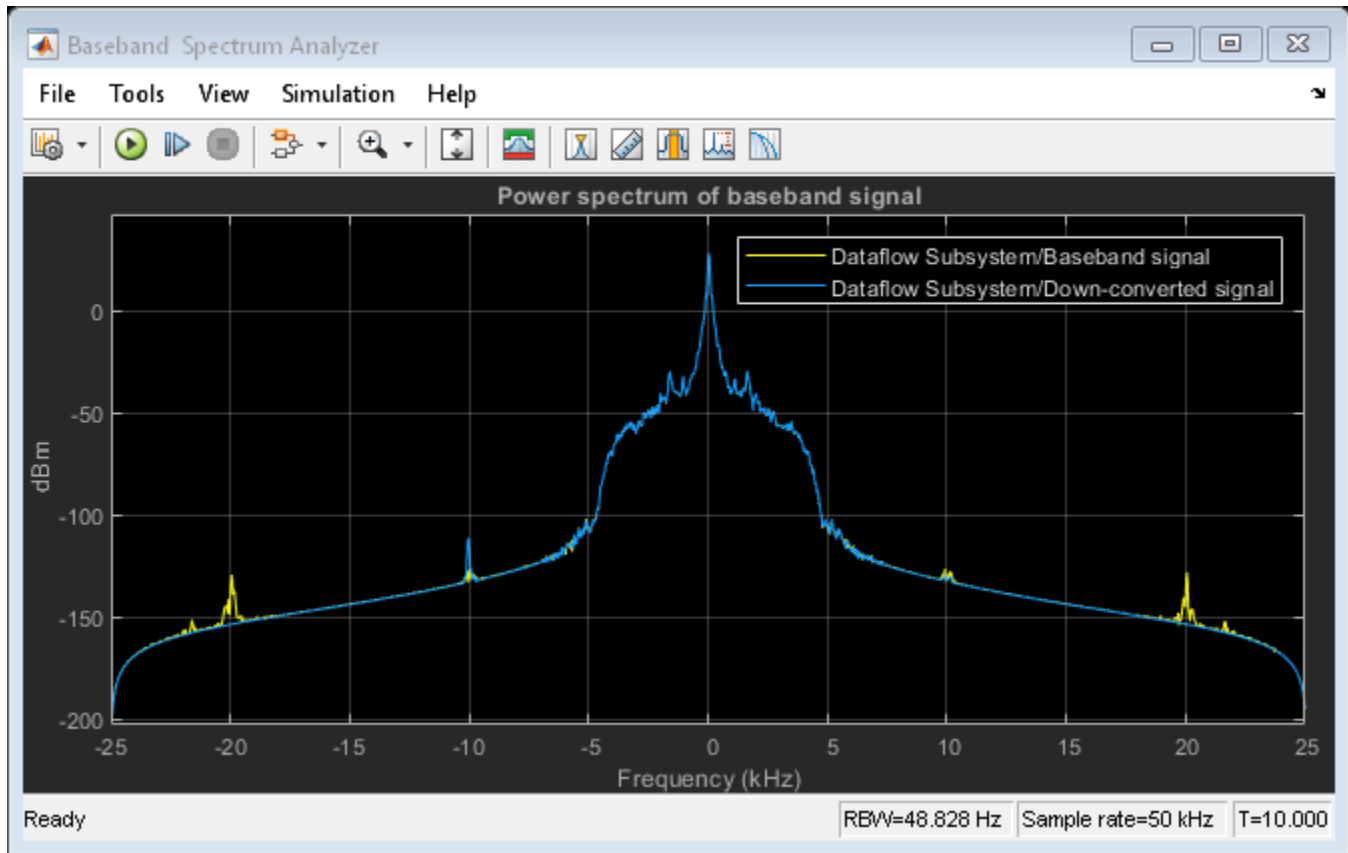 Baseband  Spectrum Analyzer
File Tools View Simulation Help
Power spectrum of baseband signal
Dataflow Subsystem/Baseband signal
Dataflow Subsystem/Down-converted signal
0
-50
-100
-150
-200
dBm
-25 -20 -15 -10 -5 0 5 10 15 20 25
Frequency (kHz)
Ready RBW=48.828 Hz Sample rate=50 kHz T=10.000